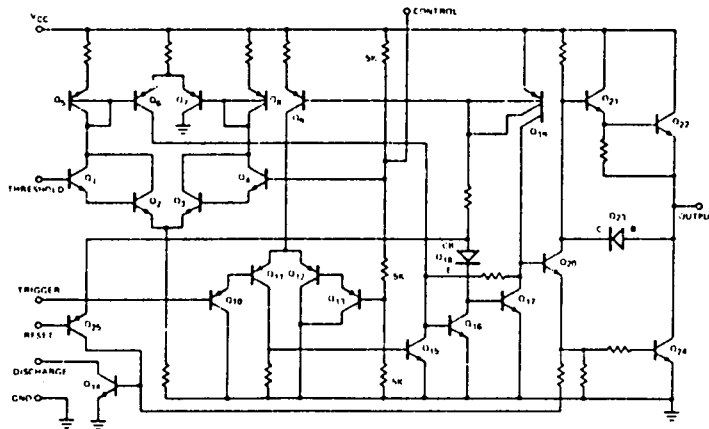 CONTROL
VCC
5K
Q5
Q6
Q7
Q8
Q9
Q19
Q21
Q22
THRESHOLD
Q1
Q2
Q3
Q4
OUTPUT
Q23
C
B
CB
Q18
E
5K
Q20
TRIGGER
Q10
Q11
Q12
Q13
Q25
RESET
Q17
Q16
Q15
Q24
DISCHARGE
Q14
5K
GND